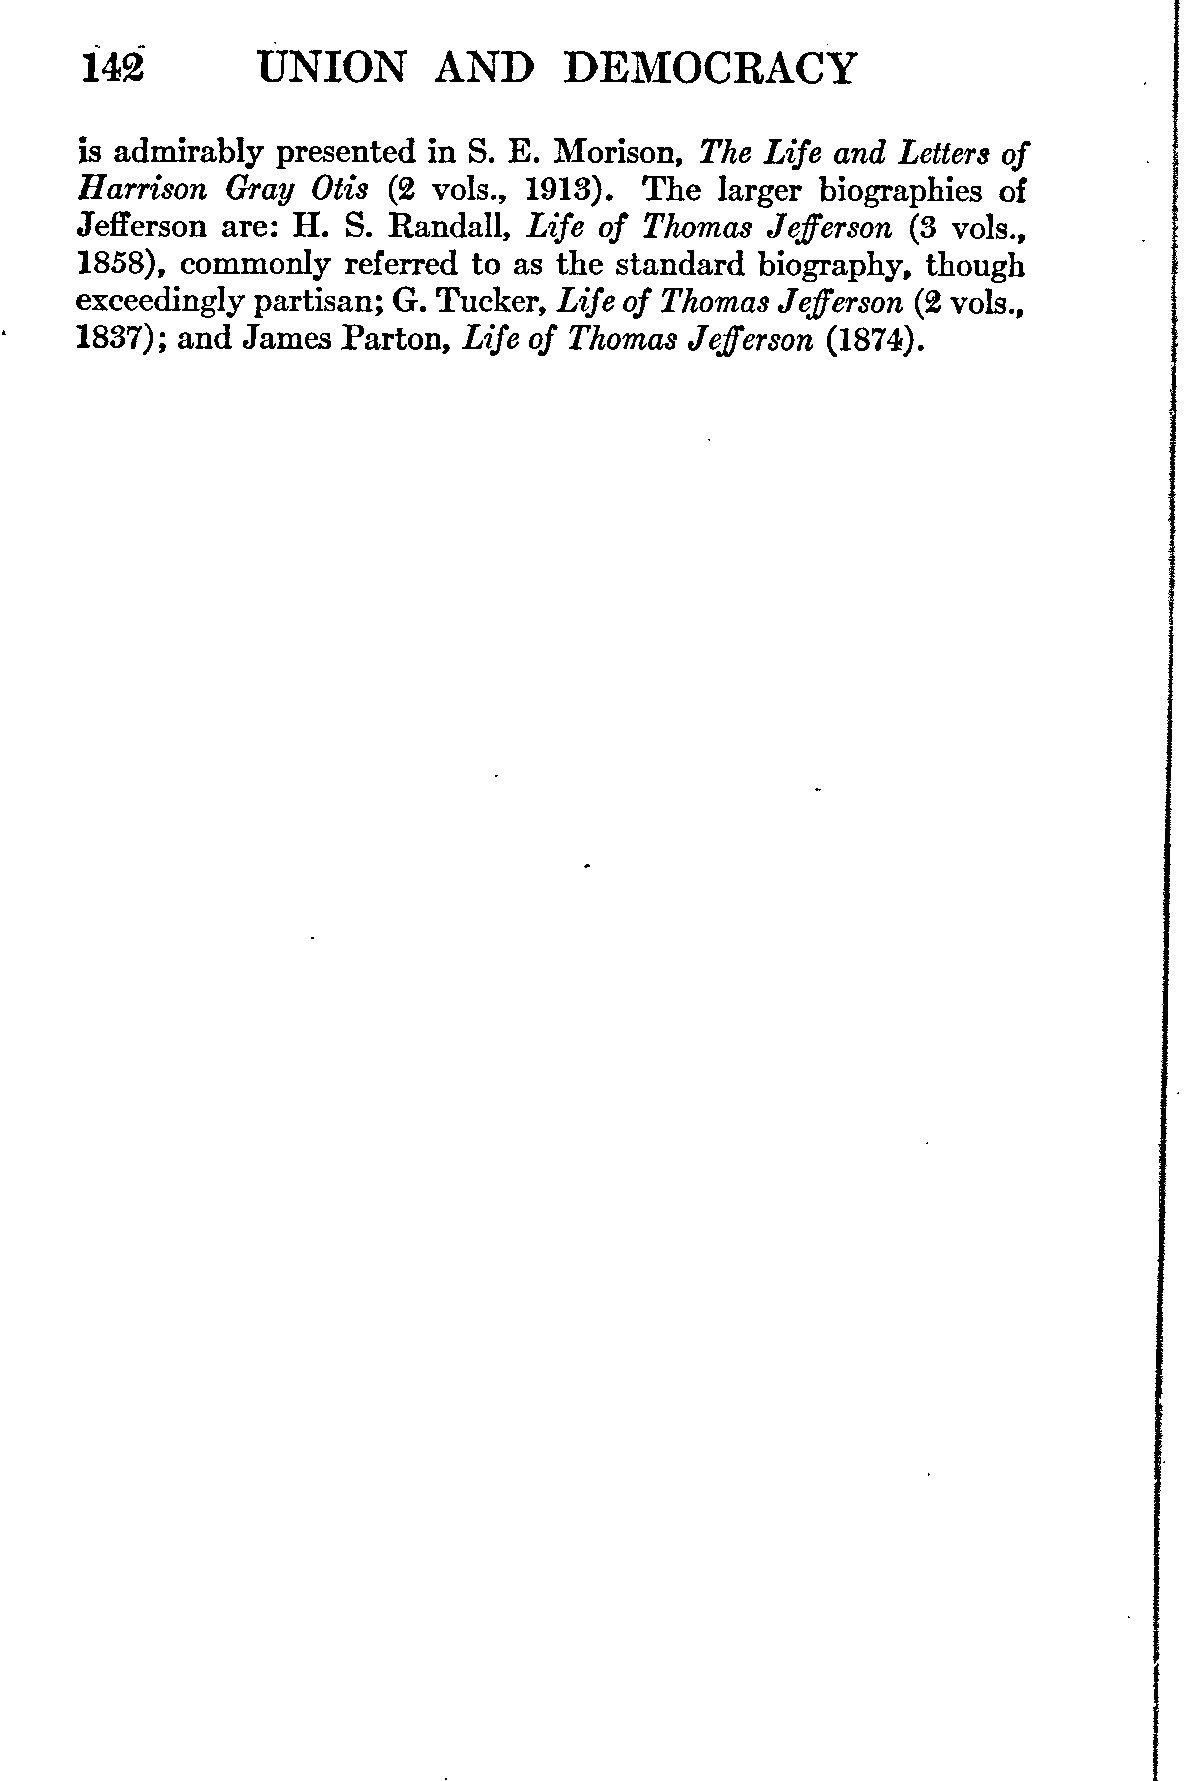 142 UNION AND DEMOCRACY
is admirably presented in S. E. Morison, The Life and Letters of
Harrison Gray Otis (2 vols., 1913). The larger biographies of
Jefferson are: H. S. Randall, Life of Thomas Jefferson (3 vols.,
1858), commonly referred to as the standard biography, though
exceedingly partisan; G. Tucker, Life of Thomas Jefferson (2 vols.,
1837); and James Parton, Life of Thomas Jefferson (1874).